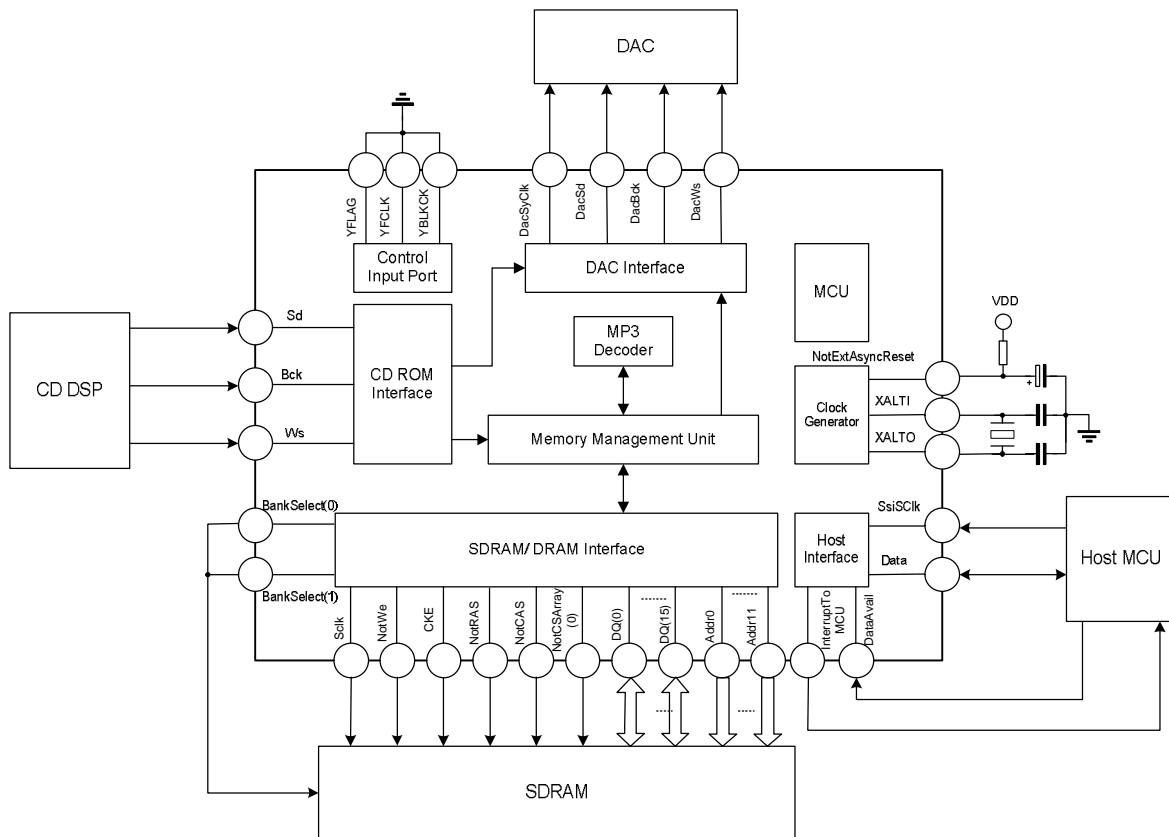 DAC
YFLAG
YFCLK
YBLKCK
DacSyClk
DacSd
DacBck
DacWs
Control
Input Port
DAC Interface
MCU
VDD
CD DSP
Sd
Bck
Ws
CD ROM
Interface
MP3
Decoder
Memory Management Unit
NotExtAsyncReset
XALTI
XALTO
Clock
Generator
+
BankSelect(0)
BankSelect(1)
SDRAM/ DRAM Interface
Host
Interface
SsiSClk
Data
Host MCU
Sclk
NotWe
CKE
NotRAS
NotCAS
NotCSArray
(0)
DQ(0)
DQ(15)
Addr0
Addr11
InterruptTo
MCU
DataAvail
SDRAM